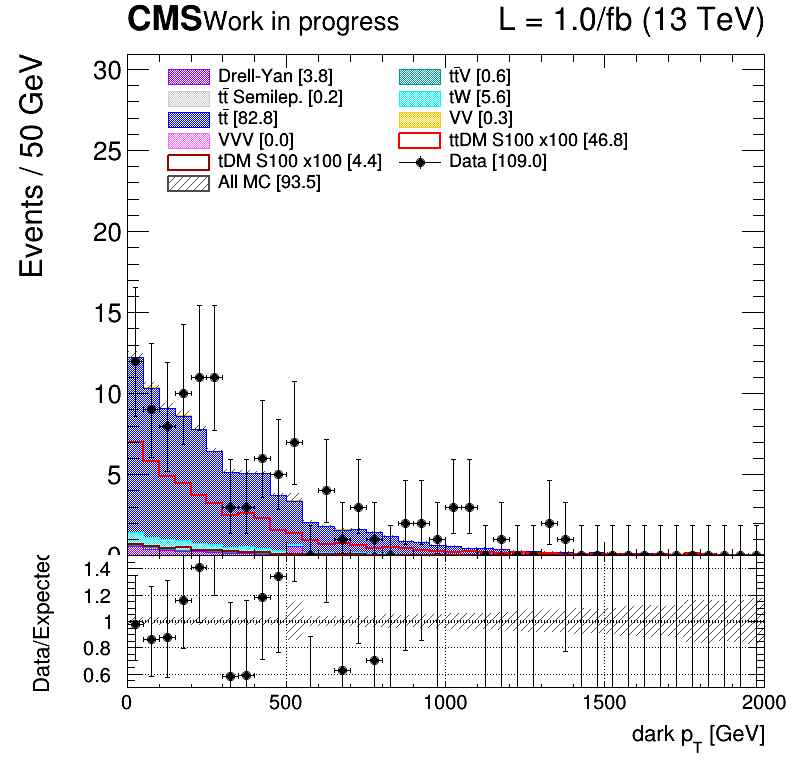 CMS Work in progress L = 1.0/fb (13 TeV)
Events / 50 GeV
30
25
20
15
10
5
0
Drell-Yan [3.8] tt̄V [0.6]
tt̄ Semilep. [0.2] tW [5.6]
tt̄ [82.8] VV [0.3]
VVV [0.0] ttDM S100 x100 [46.8]
tDM S100 x100 [4.4] Data [109.0]
All MC [93.5]
Data/Expected
1.4
1.2
1
0.8
0.6
0 500 1000 1500 2000
dark p_T [GeV]